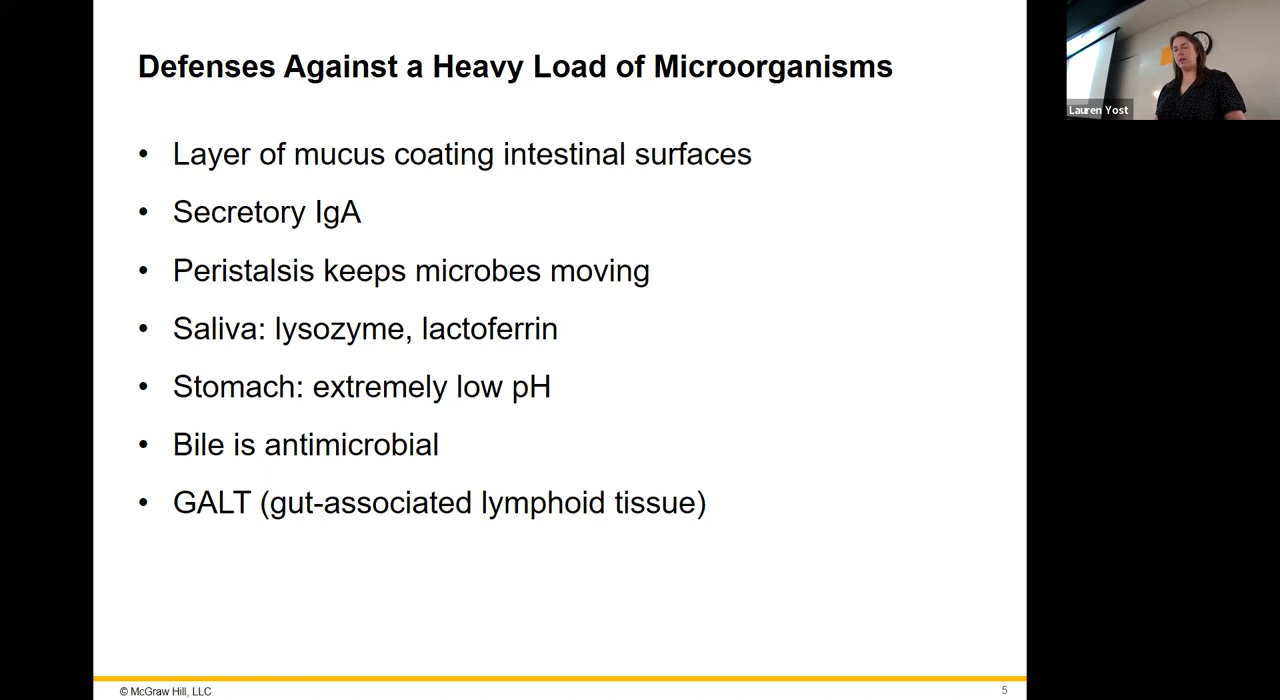 Defenses Against a Heavy Load of Microorganisms
• Layer of mucus coating intestinal surfaces
• Secretory IgA
• Peristalsis keeps microbes moving
• Saliva: lysozyme, lactoferrin
• Stomach: extremely low pH
• Bile is antimicrobial
• GALT (gut-associated lymphoid tissue)
© McGraw Hill, LLC
5
Lauren Yost